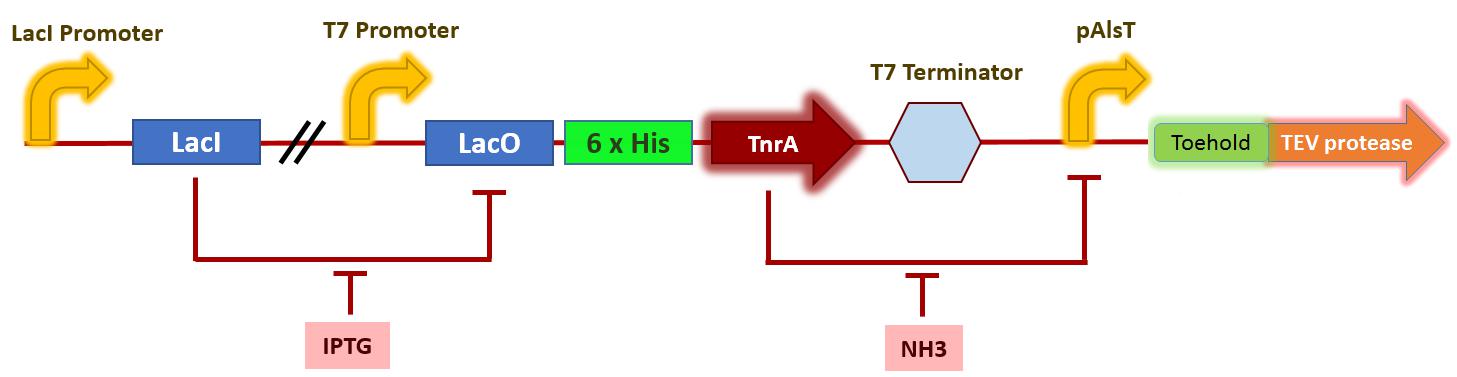 LacI Promoter
T7 Promoter
pAlsT
T7 Terminator
LacI
LacO
6 x His
TnrA
Toehold
TEV protease
IPTG
NH3